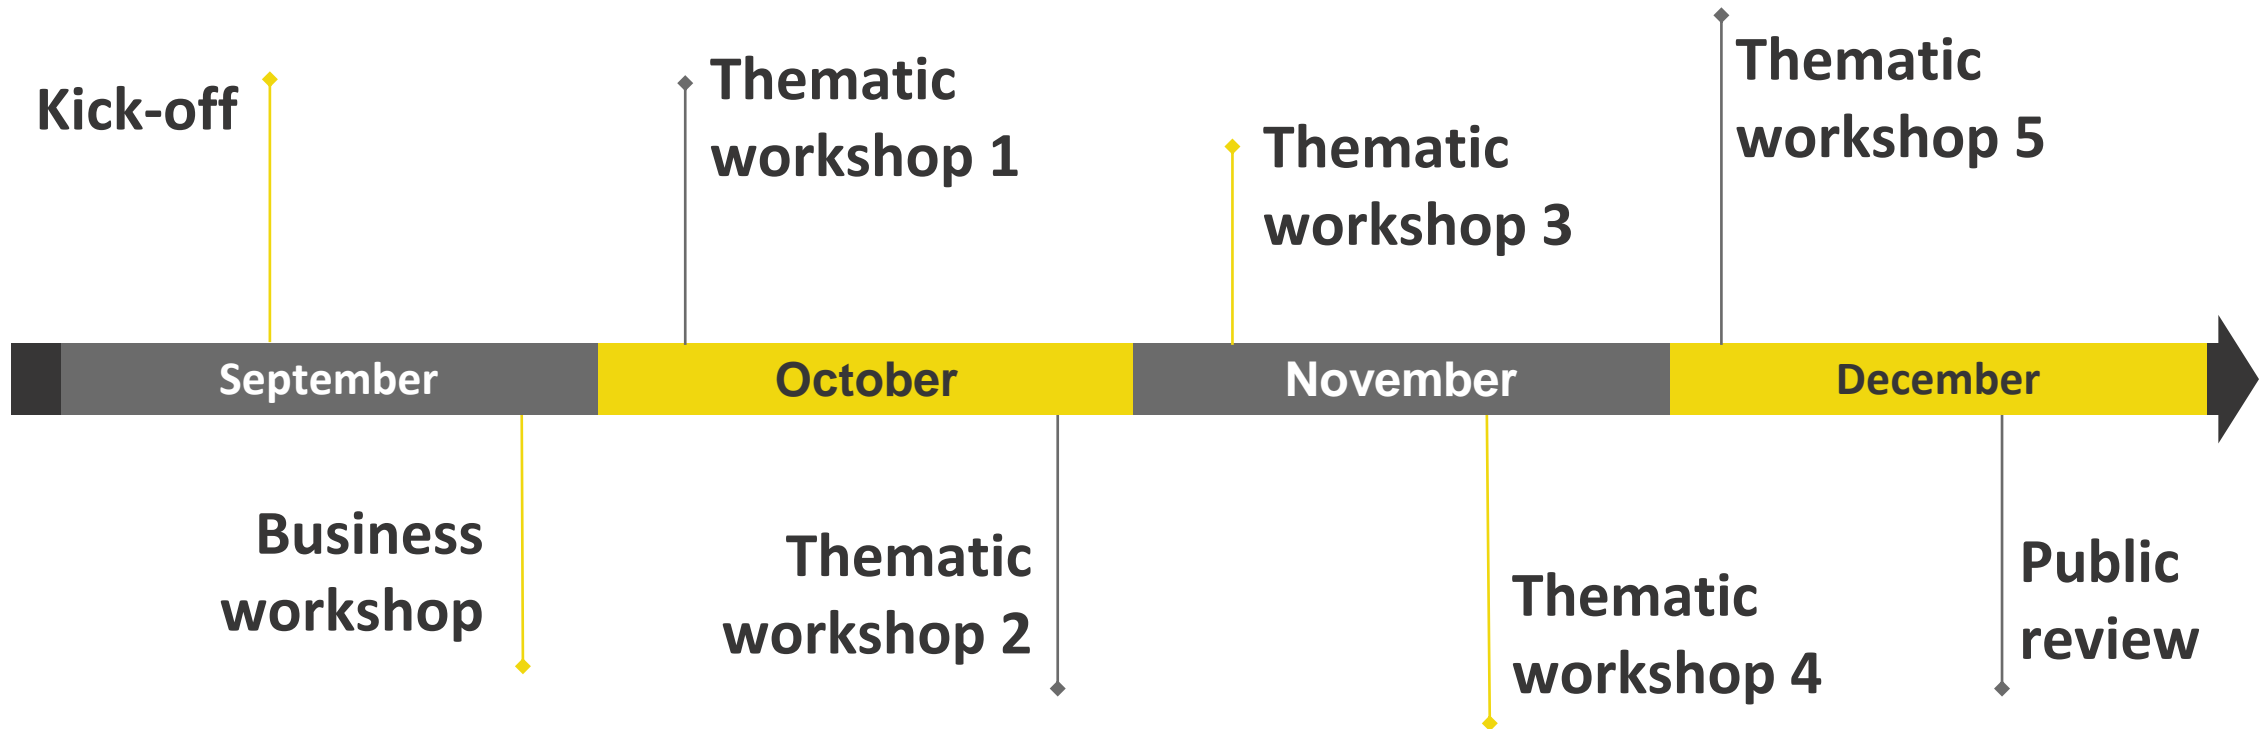 Kick-off
Thematic
workshop 1
Thematic
workshop 3
Thematic
workshop 5
September
October
November
December
Business
workshop
Thematic
workshop 2
Thematic
workshop 4
Public
review